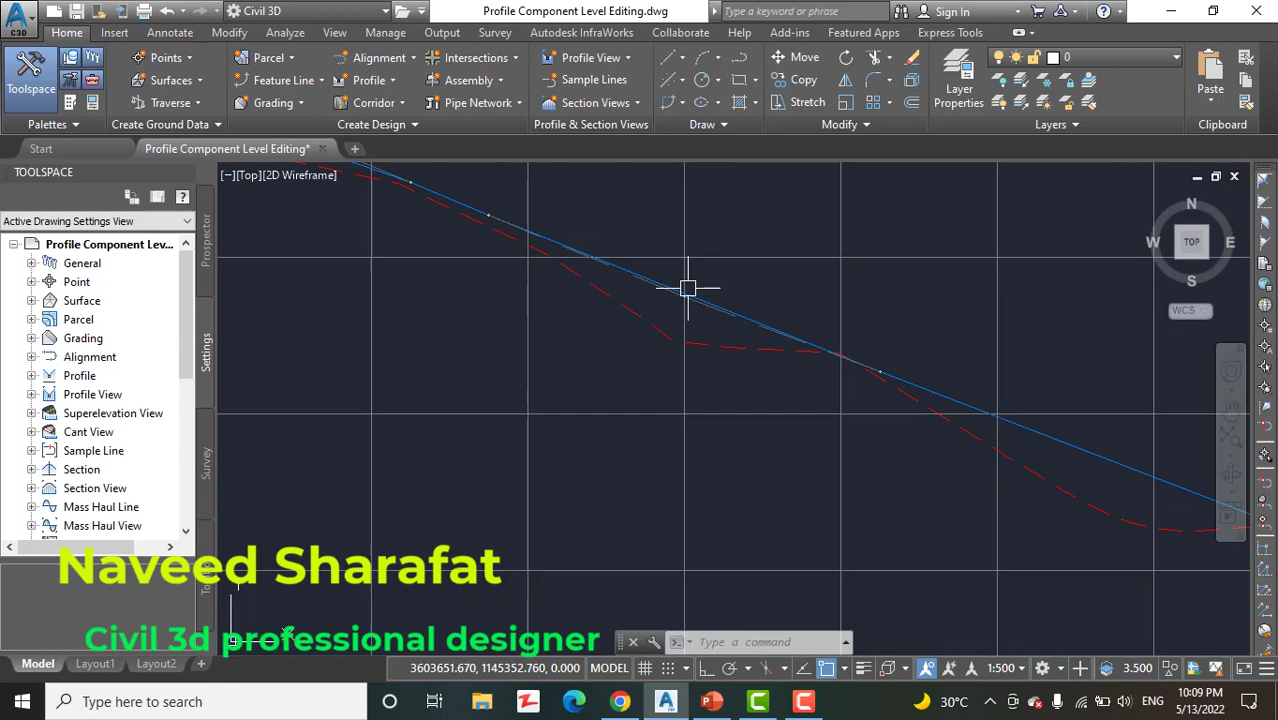 A C3D Civil 3D Profile Component Level Editing.dwg Type a keyword or phrase Sign In
Home Insert Annotate Modify Analyze View Manage Output Survey Autodesk InfraWorks Collaborate Help Add-ins Featured Apps Express Tools
Points Parcel Alignment Intersections Profile View Move
Surfaces Feature Line Profile Assembly Sample Lines Copy
Traverse Grading Corridor Pipe Network Section Views Stretch
Toolspace Layer Properties 0 Paste
Palettes Create Ground Data Create Design Profile & Section Views Draw Modify Layers Clipboard
Start Profile Component Level Editing*
TOOLSPACE
Active Drawing Settings View
Profile Component Lev...
General
Point
Surface
Parcel
Grading
Alignment
Profile
Profile View
Superelevation View
Cant View
Sample Line
Section
Section View
Mass Haul Line
Mass Haul View
Prospector
Settings
Survey
[−][Top][2D Wireframe]
N
W TOP E
S
WCS
Naveed Sharafat
Civil 3d professional designer
Type a command
Model Layout1 Layout2 3603651.670, 1145352.760, 0.000 MODEL 1:500 3.500
Type here to search 30°C ENG 10:09 PM 5/13/2022